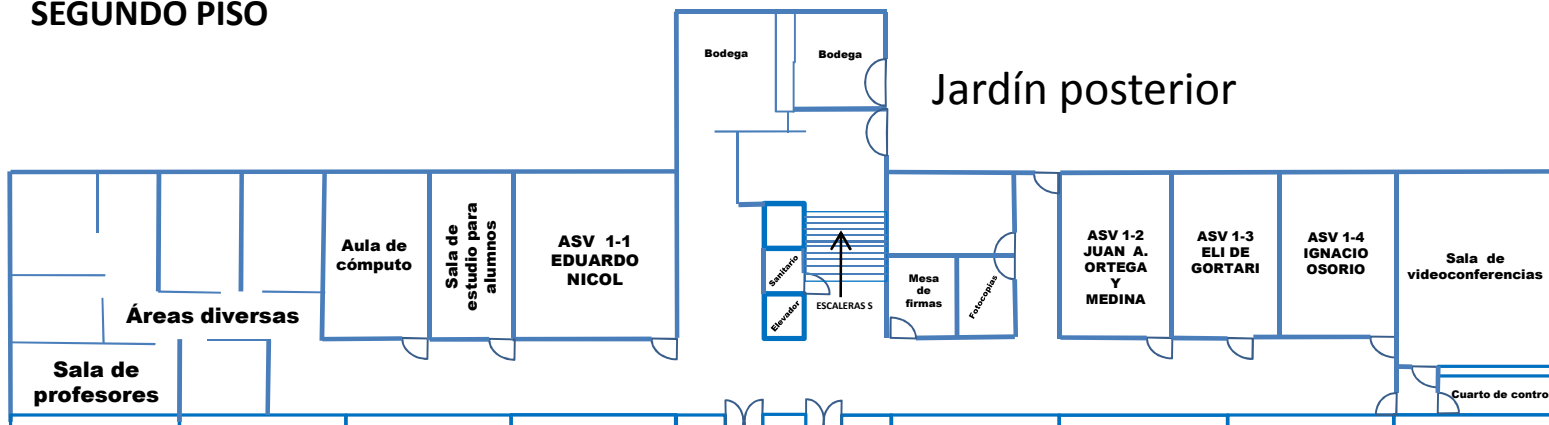 SEGUNDO PISO
Bodega
Bodega
Jardín posterior
Aula de
cómputo
Sala de
estudio para
alumnos
ASV 1-1
EDUARDO
NICOL
Sanitario
Elevador
ESCALERAS S
Mesa
de
firmas
Fotocopias
ASV 1-2
JUAN A.
ORTEGA
Y
MEDINA
ASV 1-3
ELI DE
GORTARI
ASV 1-4
IGNACIO
OSORIO
Sala de
videoconferencias
Áreas diversas
Sala de
profesores
Cuarto de contro